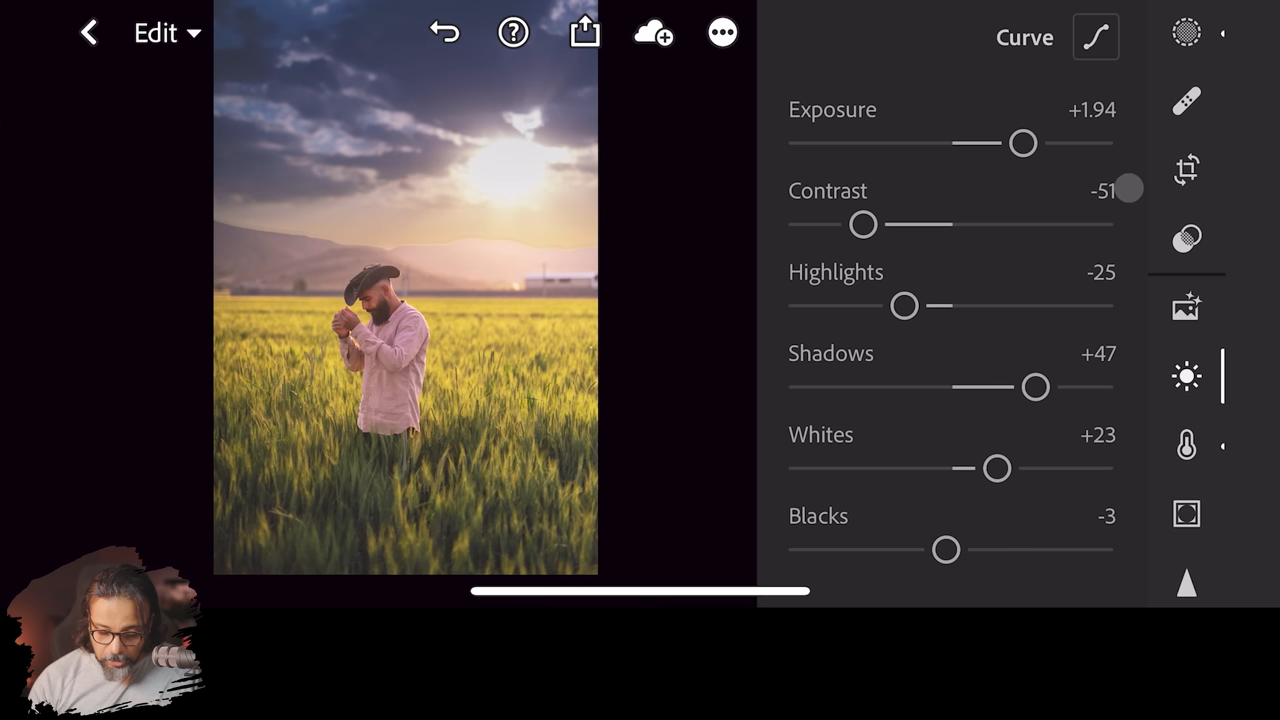 Edit
Curve
Exposure +1.94
Contrast -51
Highlights -25
Shadows +47
Whites +23
Blacks -3